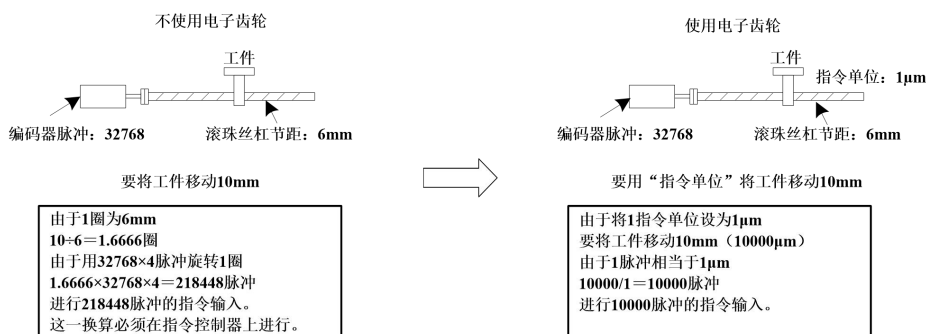 不使用电子齿轮
工件
编码器脉冲：32768
滚珠丝杠节距：6mm
要将工件移动10mm
由于1圈为6mm
10÷6＝1.6666圈
由于用32768×4脉冲旋转1圈
1.6666×32768×4＝218448脉冲
进行218448脉冲的指令输入。
这一换算必须在指令控制器上进行。
使用电子齿轮
工件
指令单位：1μm
编码器脉冲：32768
滚珠丝杠节距：6mm
要用“指令单位”将工件移动10mm
由于将1指令单位设为1μm
要将工件移动10mm（10000μm）
由于1脉冲相当于1μm
10000/1＝10000脉冲
进行10000脉冲的指令输入。